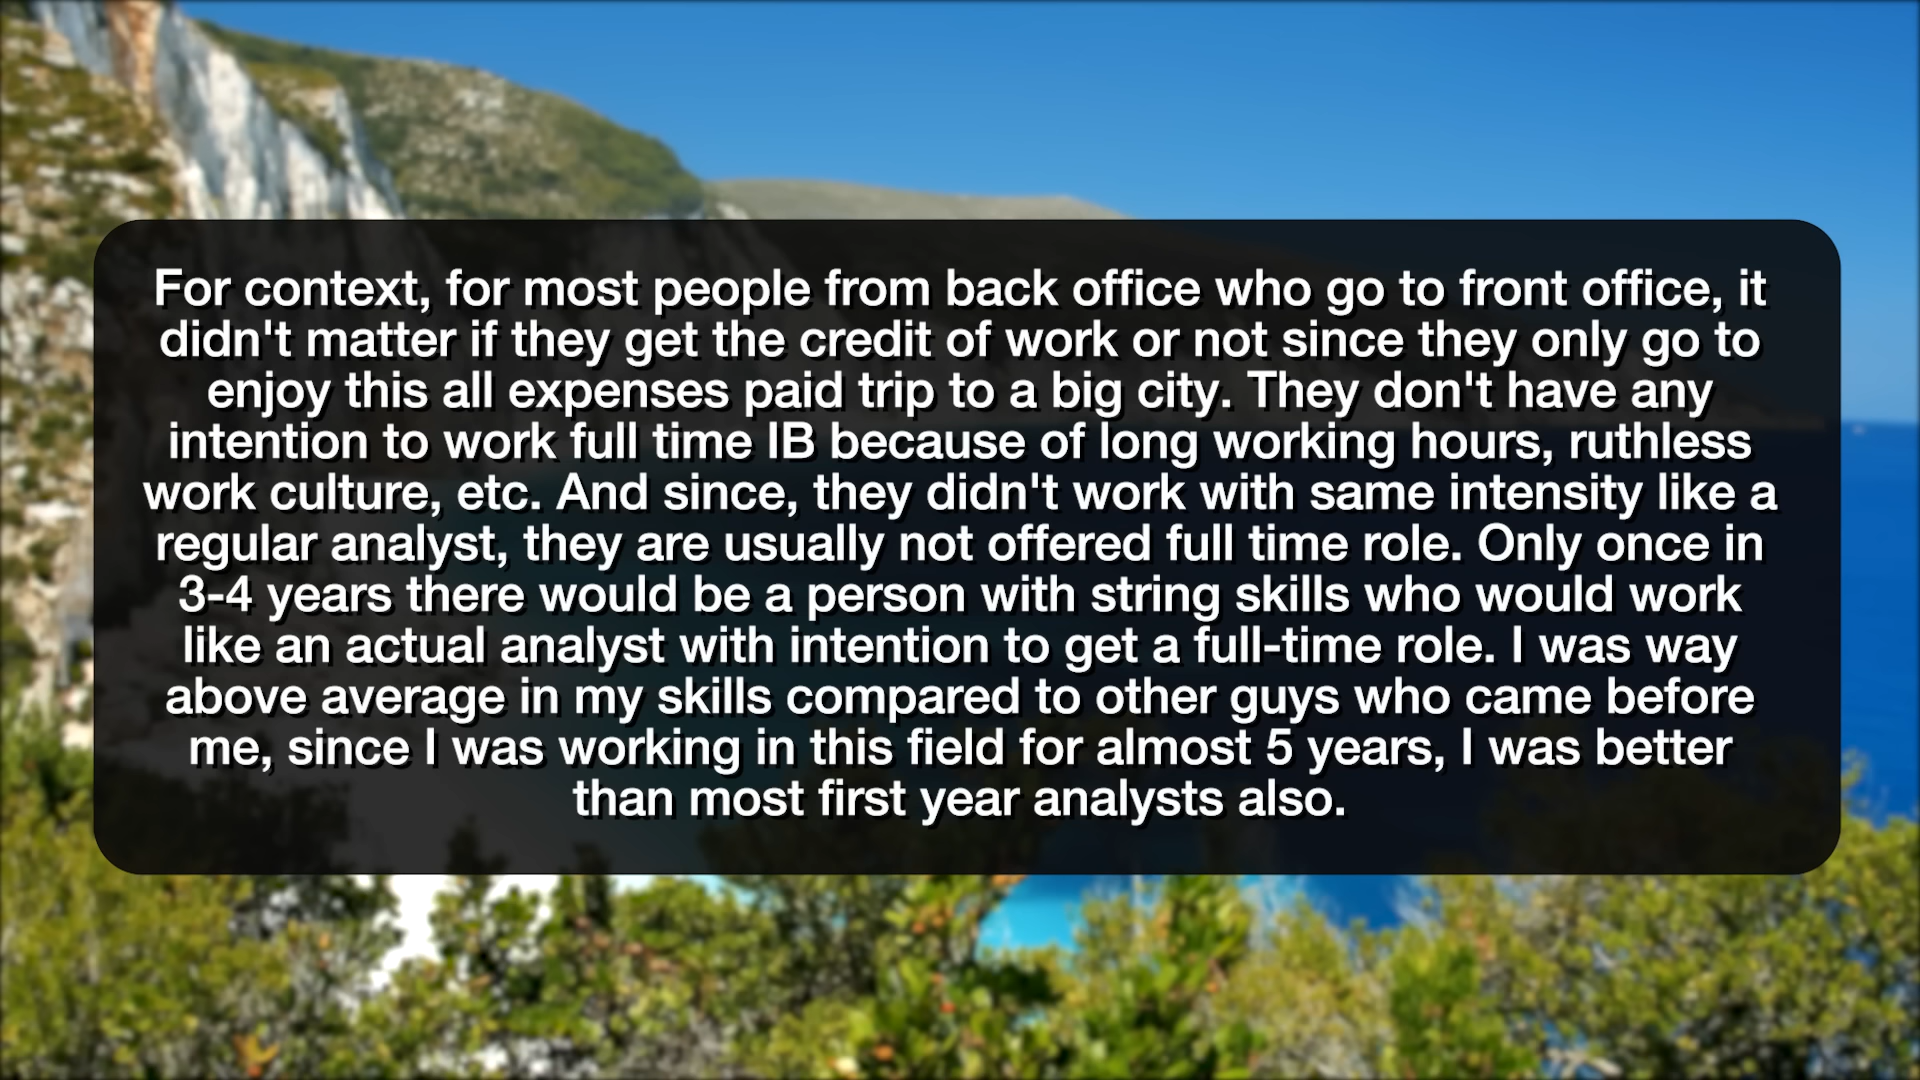 For context, for most people from back office who go to front office, it
didn't matter if they get the credit of work or not since they only go to
enjoy this all expenses paid trip to a big city. They don't have any
intention to work full time IB because of long working hours, ruthless
work culture, etc. And since, they didn't work with same intensity like a
regular analyst, they are usually not offered full time role. Only once in
3-4 years there would be a person with string skills who would work
like an actual analyst with intention to get a full-time role. I was way
above average in my skills compared to other guys who came before
me, since I was working in this field for almost 5 years, I was better
than most first year analysts also.